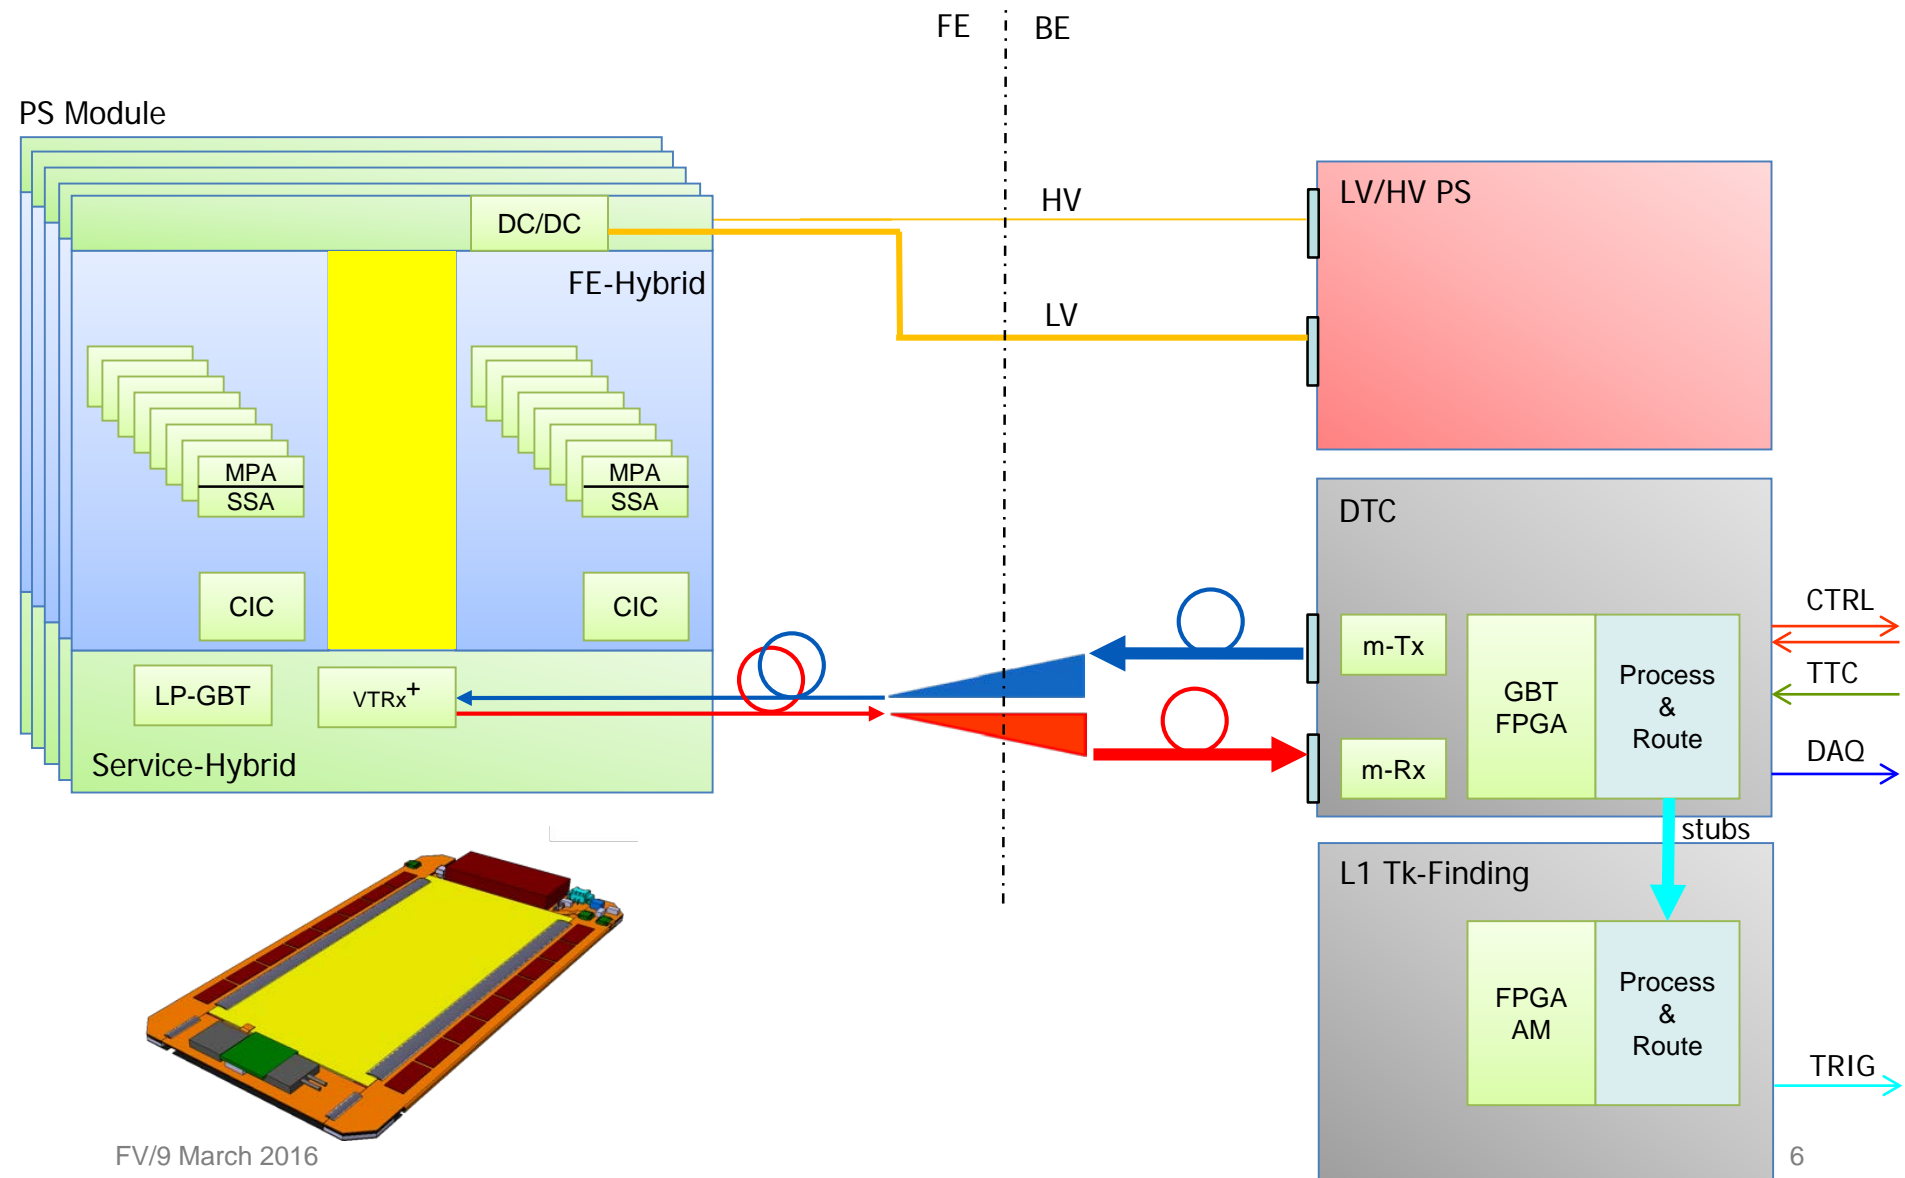 FE BE
PS Module
DC/DC
HV
LV/HV PS
FE-Hybrid
LV
MPA
SSA
MPA
SSA
DTC
CIC
CIC
m-Tx
CTRL
LP-GBT
VTRx+
GBT
FPGA
Process
&
Route
TTC
Service-Hybrid
m-Rx
DAQ
stubs
L1 Tk-Finding
FPGA
AM
Process
&
Route
TRIG
FV/9 March 2016
6